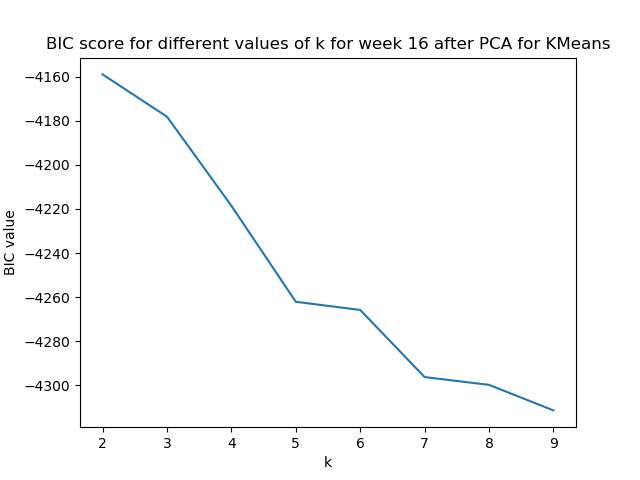 BIC score for different values of k for week 16 after PCA for KMeans
BIC value
−4160
−4180
−4200
−4220
−4240
−4260
−4280
−4300
2 3 4 5 6 7 8 9
k